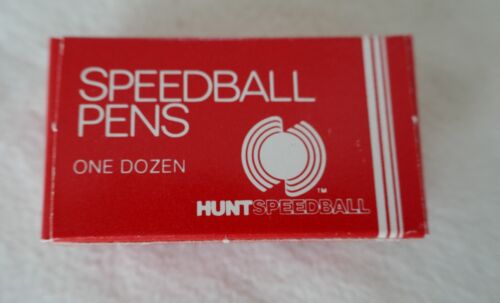 SPEEDBALL
PENS
ONE DOZEN
TM
HUNTSPEEDBALL